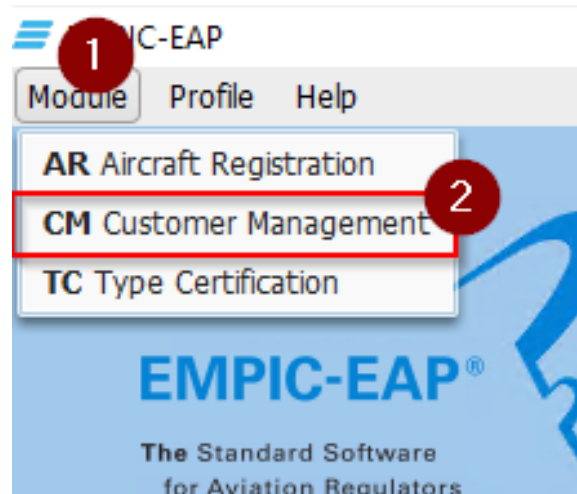 1
C-EAP
Module Profile Help
AR Aircraft Registration
2
CM Customer Management
TC Type Certification
EMPIC-EAP®
The Standard Software
for Aviation Regulators